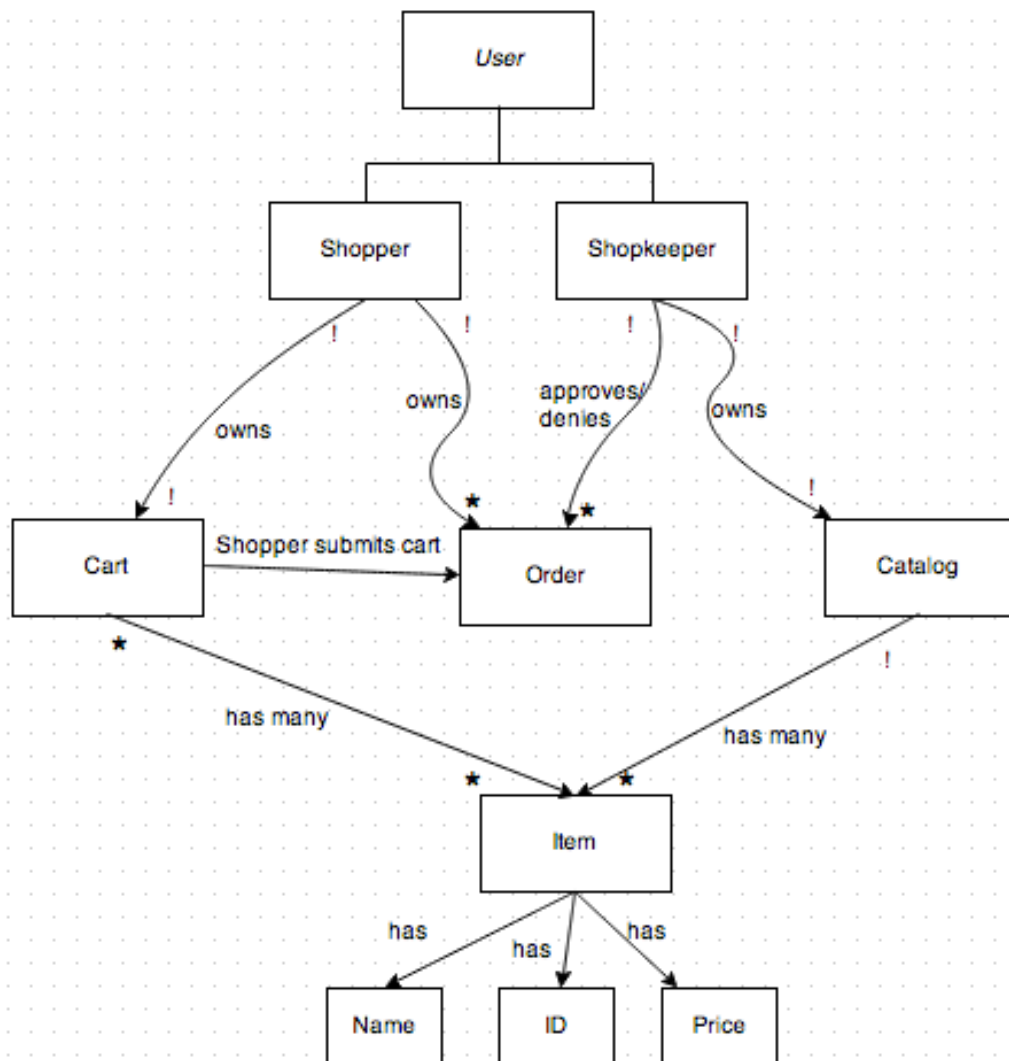 User
Shopper
Shopkeeper
!
!
!
!
owns
owns
approves/
denies
owns
!
*
*
!
Cart
Shopper submits cart
Order
Catalog
*
!
has many
has many
*
*
Item
has
has
has
Name
ID
Price